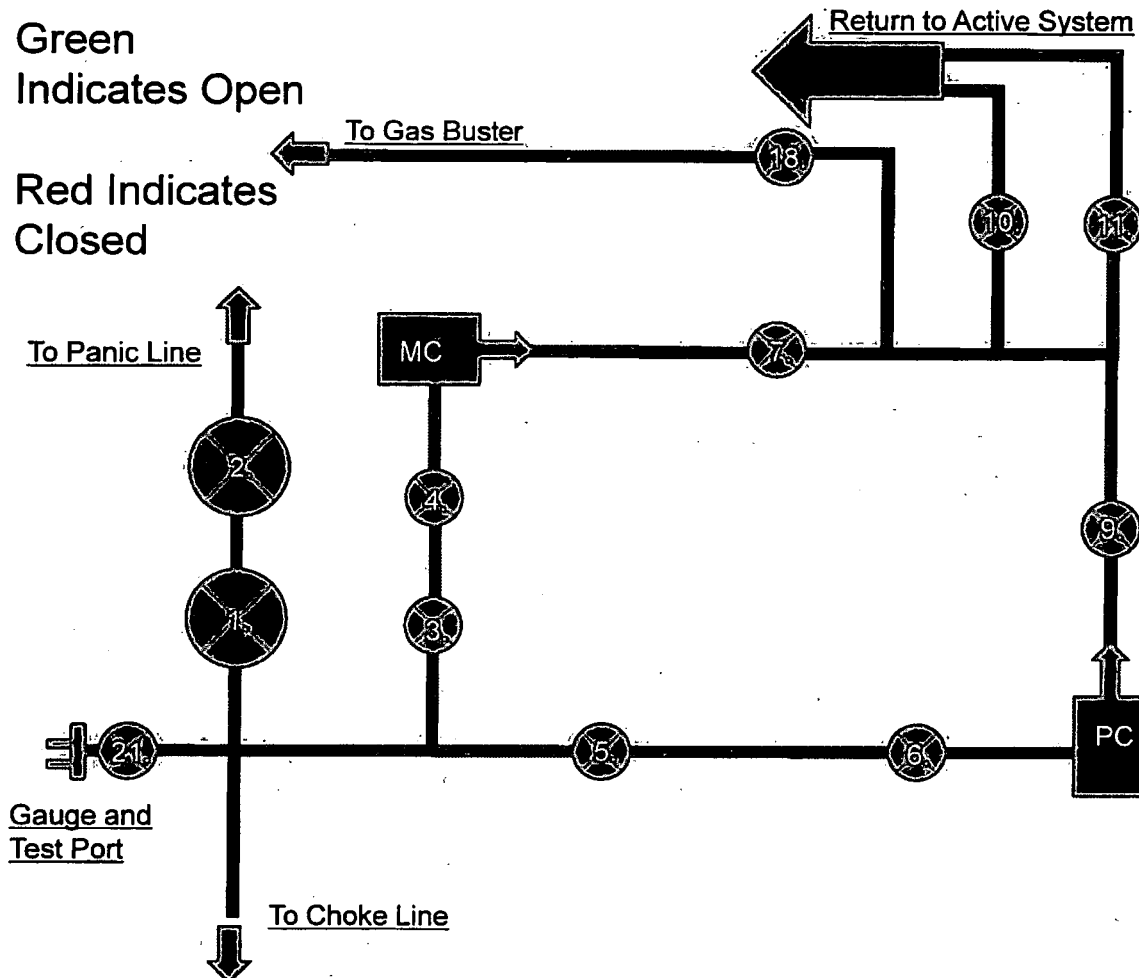 Green
Indicates Open
Return to Active System
To Gas Buster
18.
Red Indicates
Closed
10.
11.
To Panic Line
MC
7.
2.
4.
9.
1.
3.
21.
5.
6.
PC
Gauge and
Test Port
To Choke Line